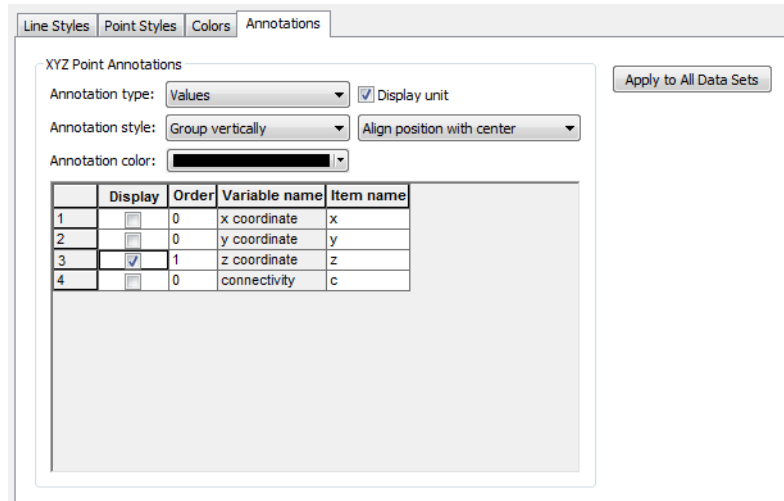 Line Styles Point Styles Colors Annotations
XYZ Point Annotations
Apply to All Data Sets
Annotation type: Values Display unit
Annotation style: Group vertically Align position with center
Annotation color:
Display Order Variable name Item name
1 0 x coordinate x
2 0 y coordinate y
3 1 z coordinate z
4 0 connectivity c